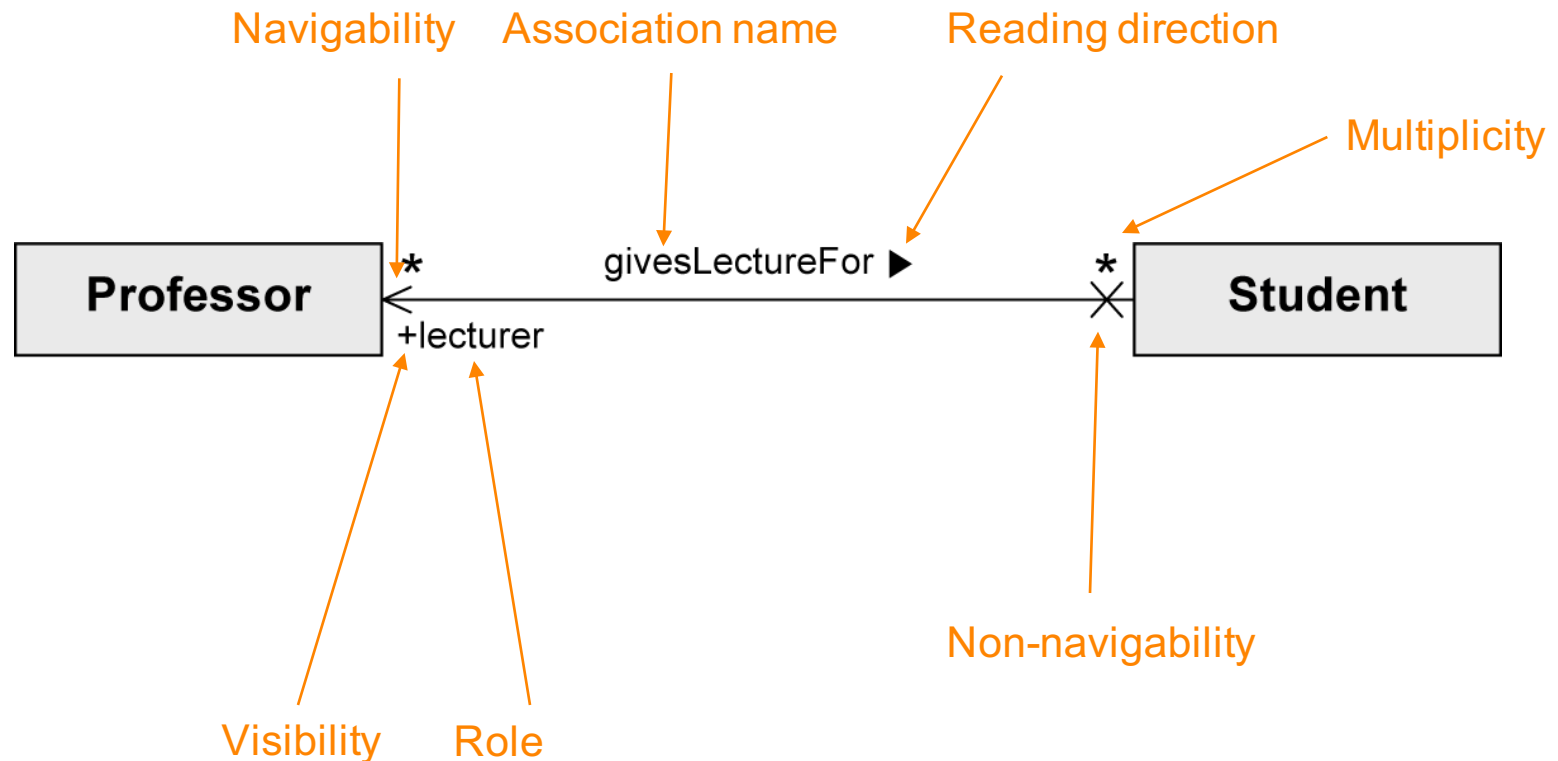 Navigability Association name Reading direction
Multiplicity
* givesLectureFor ▶ *
Professor Student
+lecturer
Non-navigability
Visibility Role